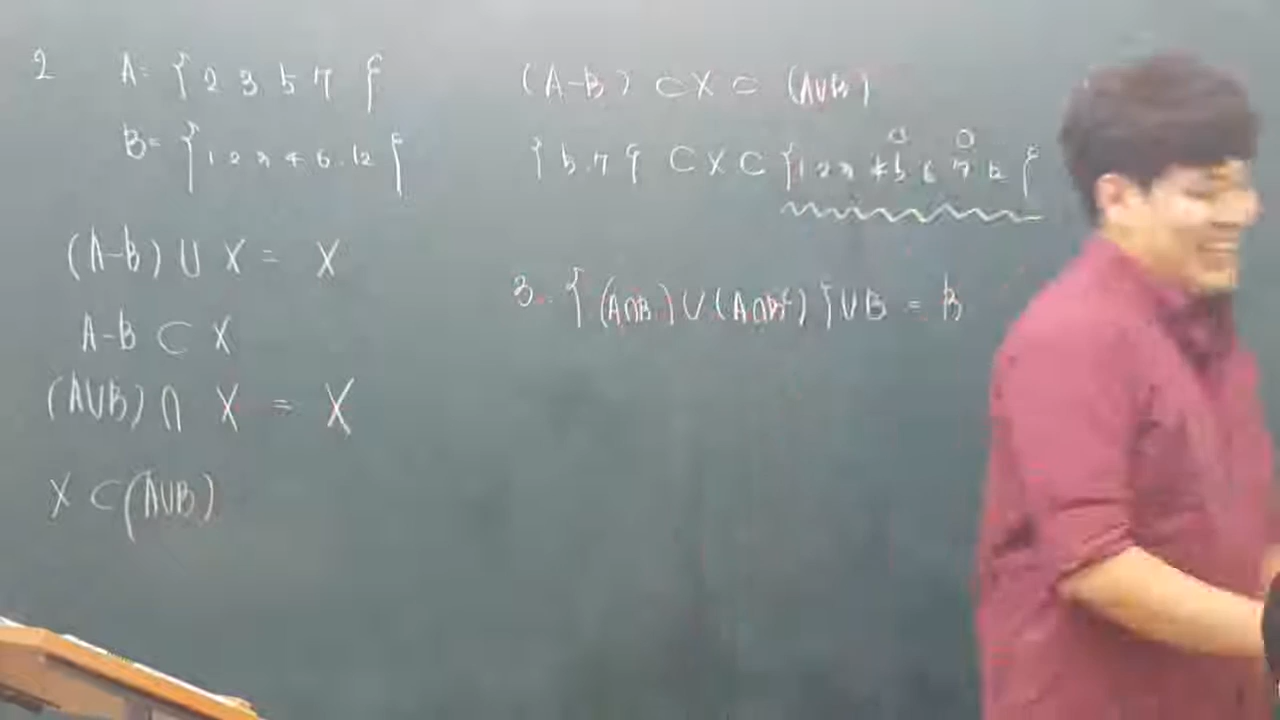 2 A= { 2 3 5 7 }
B= { 1 2 3 4 6 . 12 }
(A-B) ∪ X = X
A-B ⊂ X
(A∪B) ∩ X = X
X ⊂ (A∪B)
(A-B) ⊂ X ⊂ (A∪B)
{ 5. 7 } ⊂ X ⊂ { 1 2 3 4 5 6 7 12 }
3. { (A∩B) ∪ (A∩Bᶜ) } ∪ B = B